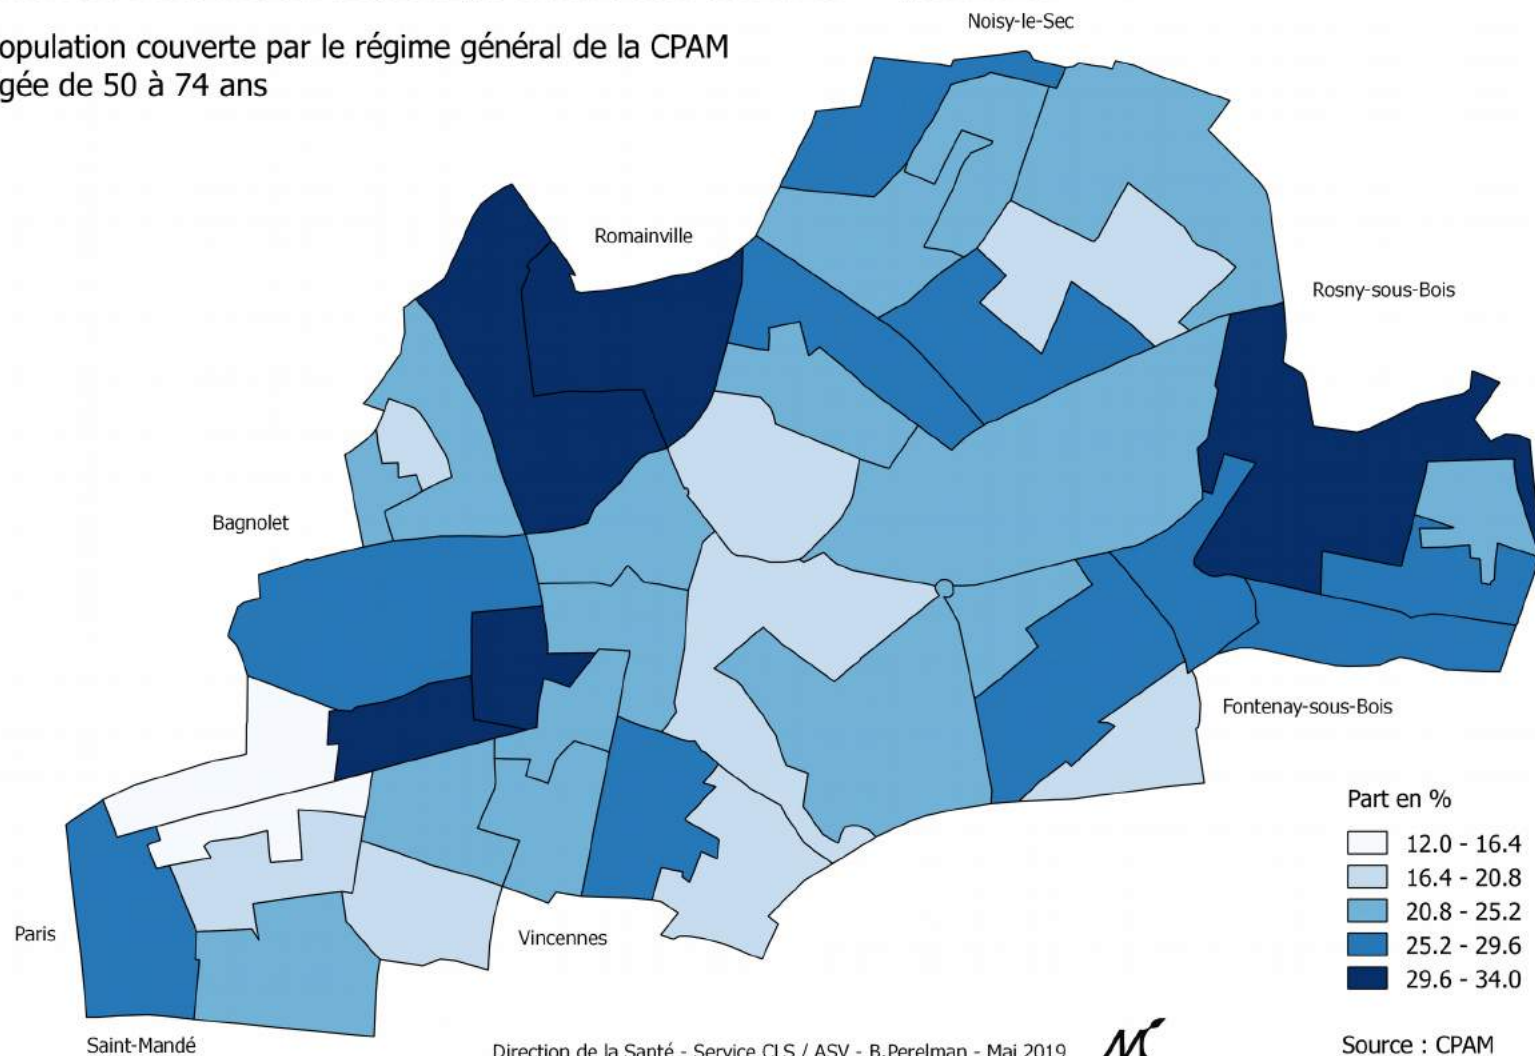 Noisy-le-Sec
opulation couverte par le régime général de la CPAM
gée de 50 à 74 ans
Romainville
Rosny-sous-Bois
Bagnolet
Fontenay-sous-Bois
Part en %
12.0 - 16.4
16.4 - 20.8
20.8 - 25.2
25.2 - 29.6
29.6 - 34.0
Paris
Vincennes
Saint-Mandé
Direction de la Santé - Service CLS / ASV - B.Perelman - Mai 2019
Source : CPAM